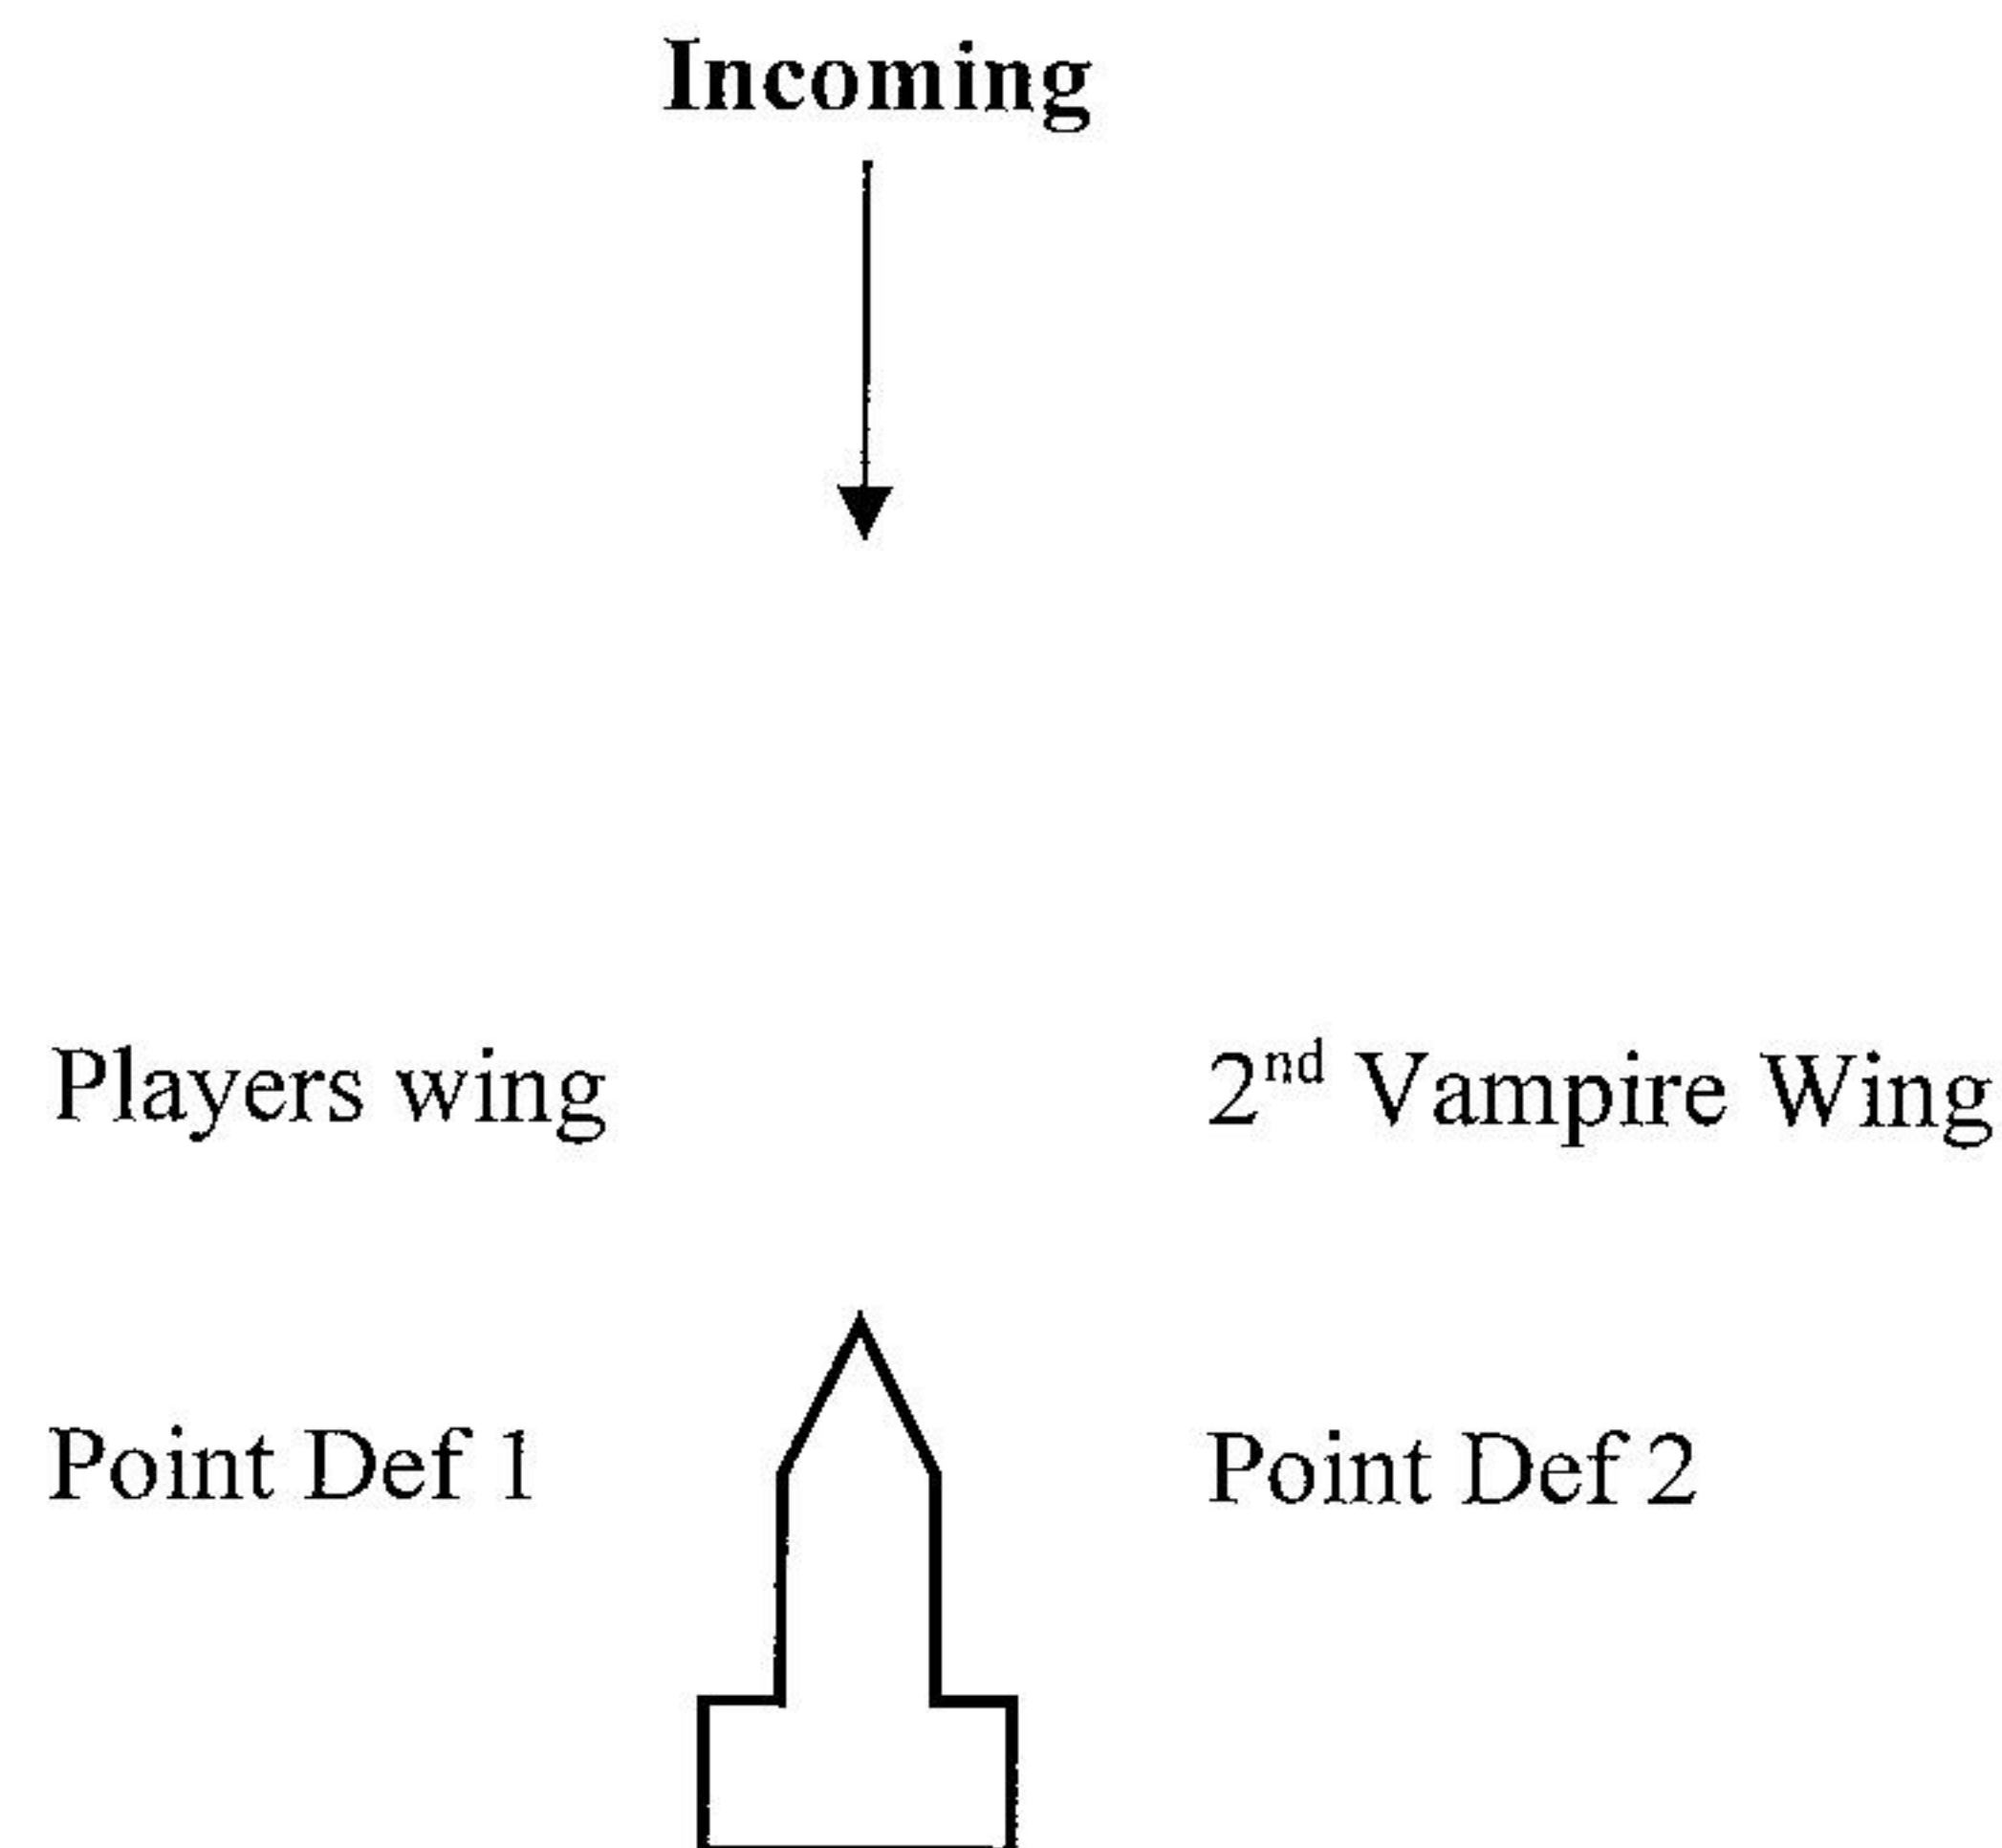 Incoming
Players wing
2nd Vampire Wing
Point Def 1
Point Def 2